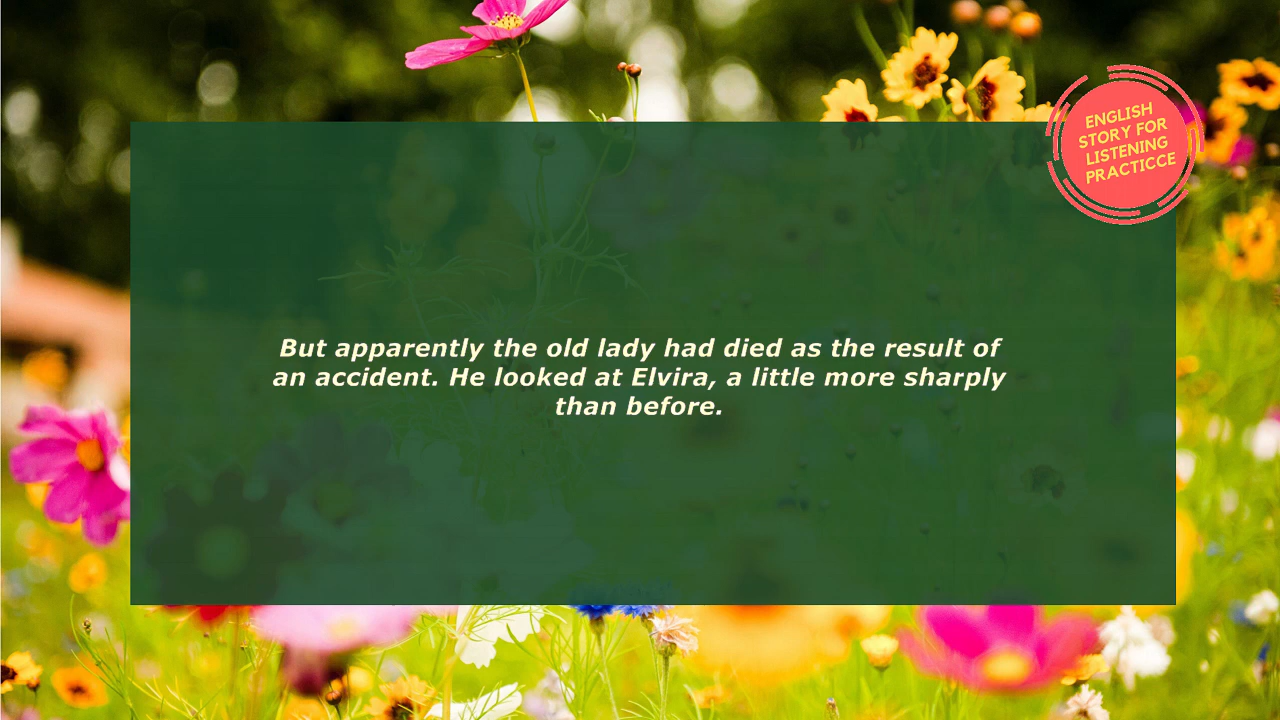 ENGLISH
STORY FOR
LISTENING
PRACTICCE
But apparently the old lady had died as the result of
an accident. He looked at Elvira, a little more sharply
than before.